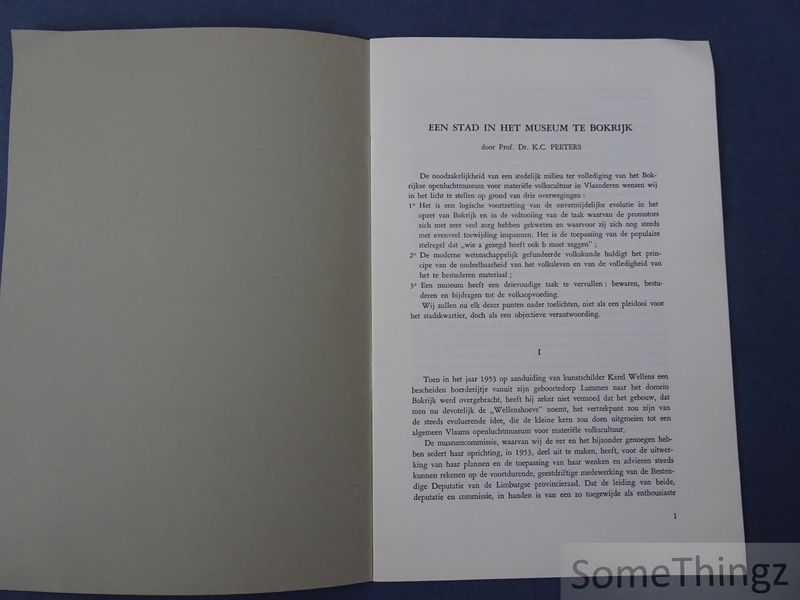 EEN STAD IN HET MUSEUM TE BOKRIJK
door Prof. Dr. K.C. PEETERS
De noodzakelijkheid van een stedelijk milieu ter vollediging van het Bok-
rijkse openluchtmuseum voor materiële volkscultuur in Vlaanderen wensen wij
in het licht te stellen op grond van drie overwegingen :
1º Het is een logische voortzetting van de onvermijdelijke evolutie in het
opzet van Bokrijk en in de voltooiing van de taak waarvan de promotors
zich met zeer veel zorg hebben gekweten en waarvoor zij zich nog steeds
met evenveel toewijding inspannen. Het is de toepassing van de populaire
stelregel dat „wie a gezegd heeft ook b moet zeggen" ;
2º De moderne wetenschappelijk gefundeerde volkskunde huldigt het prin-
cipe van de ondeelbaarheid van het volksleven en van de volledigheid van
het te bestuderen materiaal ;
3º Een museum heeft een drievoudige taak te vervullen : bewaren, bestu-
deren en bijdragen tot de volksopvoeding.
Wij zullen nu elk dezer punten nader toelichten, niet als een pleidooi voor
het stadskwartier, doch als een objectieve verantwoording.
I
Toen in het jaar 1953 op aanduiding van kunstschilder Karel Wellens een
bescheiden boerderijtje vanuit zijn geboortedorp Lummen naar het domein
Bokrijk werd overgebracht, heeft hij zeker niet vermoed dat het gebouw, dat
men nu devotelijk de „Wellenshoeve" noemt, het vertrekpunt zou zijn van
de steeds evoluerende idee, die de kleine kern zou doen uitgroeien tot een
algemeen Vlaams openluchtmuseum voor materiële volkscultuur.
De museumcommissie, waarvan wij de eer en het bijzonder genoegen heb-
ben sedert haar oprichting, in 1953, deel uit te maken, heeft, voor de uitwer-
king van haar plannen en de toepassing van haar wenken en adviezen steeds
kunnen rekenen op de voortdurende, geestdriftige medewerking van de Besten-
dige Deputatie van de Limburgse provincieraad. Dat de leiding van beide,
deputatie en commissie, in handen is van een zo toegewijde als enthousiaste
1
SomeThingz